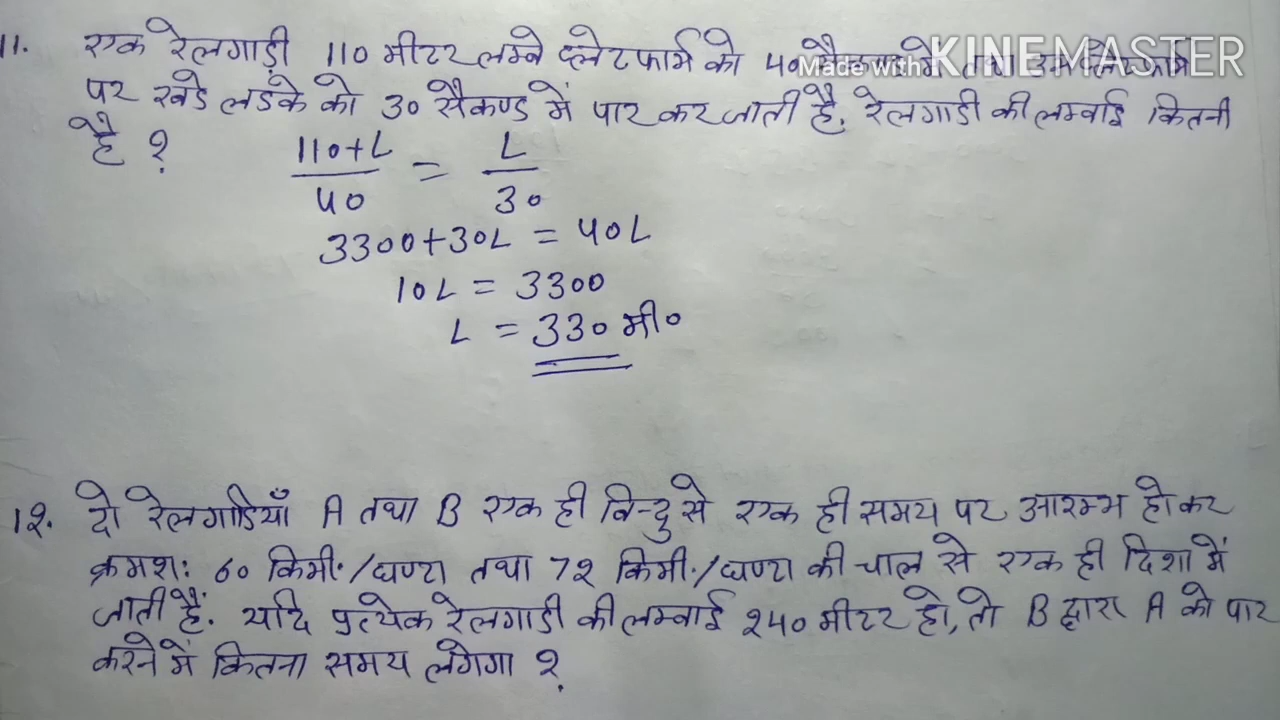 11. एक रेलगाड़ी 110 मीटर लम्बे प्लेटफार्म को 40 सैकण्ड में तथा उस प्लेटफार्म
Made with KINEMASTER
पर खडे लडके को 30 सैकण्ड में पार कर जाती है, रेलगाडी की लम्बाई कितनी
है ?
110+L / 40 = L / 30
3300+30L = 40L
10L = 3300
L = 330 मी०
12. दो रेलगाडियाँ A तथा B एक ही विन्दु से एक ही समय पर आरम्भ होकर
क्रमशः 60 किमी./घण्टा तथा 72 किमी./घण्टा की चाल से एक ही दिशा में
जाती हैं. यदि प्रत्येक रेलगाडी की लम्बाई 240 मीटर हो, तो B द्वारा A को पार
करने में कितना समय लगेगा ?